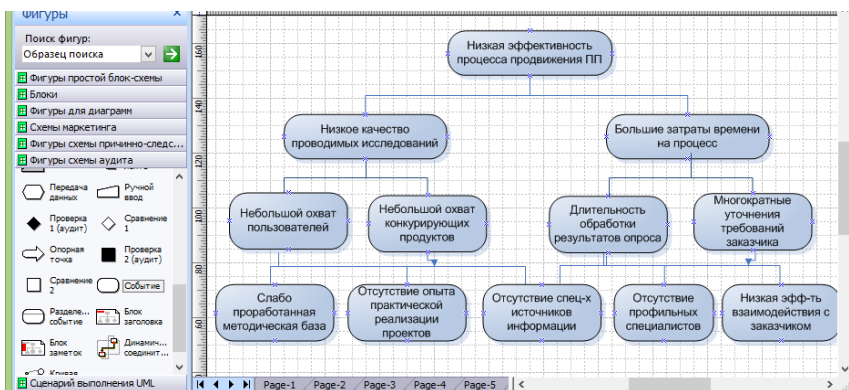 Фигуры ×
Поиск фигур:
Образец поиска
Фигуры простой блок-схемы
Блоки
Фигуры для диаграмм
Схемы маркетинга
Фигуры схемы причинно-следс...
Фигуры схемы аудита
Передача данных
Ручной ввод
Проверка 1 (аудит)
Сравнение 1
Опорная точка
Проверка 2 (аудит)
Сравнение 2
Событие
Разделе... событие
Блок заголовка
Блок заметок
Динамич... соединит...
Кривая
Сценарий выполнения UML
160
140
120
100
80
60
Низкая эффективность
процесса продвижения ПП
Низкое качество
проводимых исследований
Большие затраты времени
на процесс
Небольшой охват
пользователей
Небольшой охват
конкурирующих
продуктов
Длительность
обработки
результатов опроса
Многократные
уточнения
требований
заказчика
Слабо
проработанная
методическая база
Отсутствие опыта
практической
реализации
проектов
Отсутствие спец-х
источников
информации
Отсутствие
профильных
специалистов
Низкая эфф-ть
взаимодействия с
заказчиком
Page-1 Page-2 Page-3 Page-4 Page-5